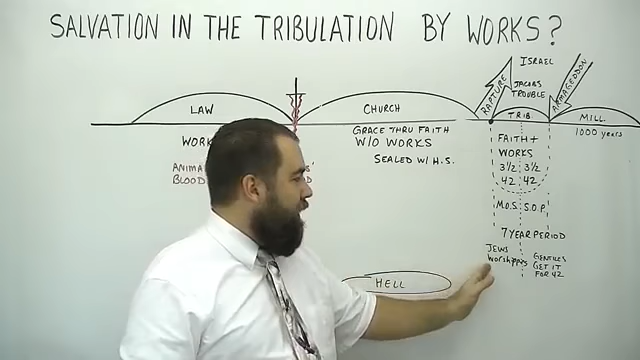 SALVATION IN THE TRIBULATION BY WORKS?
ISRAEL
JACOBS
TROUBLE
RAPTURE
ARMAGEDDON
LAW
CHURCH
TRIB.
MILL.
1000 years
GRACE THRU FAITH
W/O WORKS
SEALED W/ H.S.
BLOOD
FAITH +
WORKS
3½ 3½
42 42
M.O.S. S.O.P.
7 YEAR PERIOD
JEWS
Worshippys
GENTILES
GET IT
FOR 42
HELL